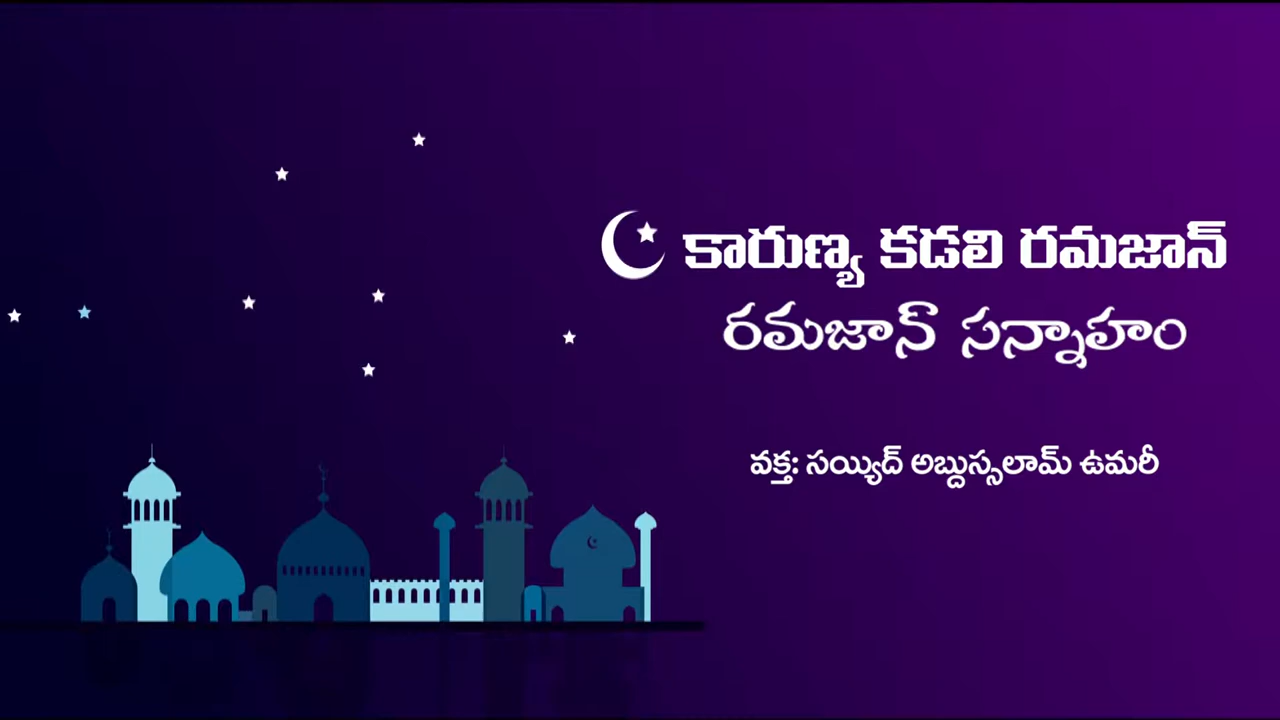 కారుణ్య కడలి రమజాన్
రమజాన్ సన్నాహం
వక్త: సయ్యిద్ అబ్దుస్సలామ్ ఉమరీ